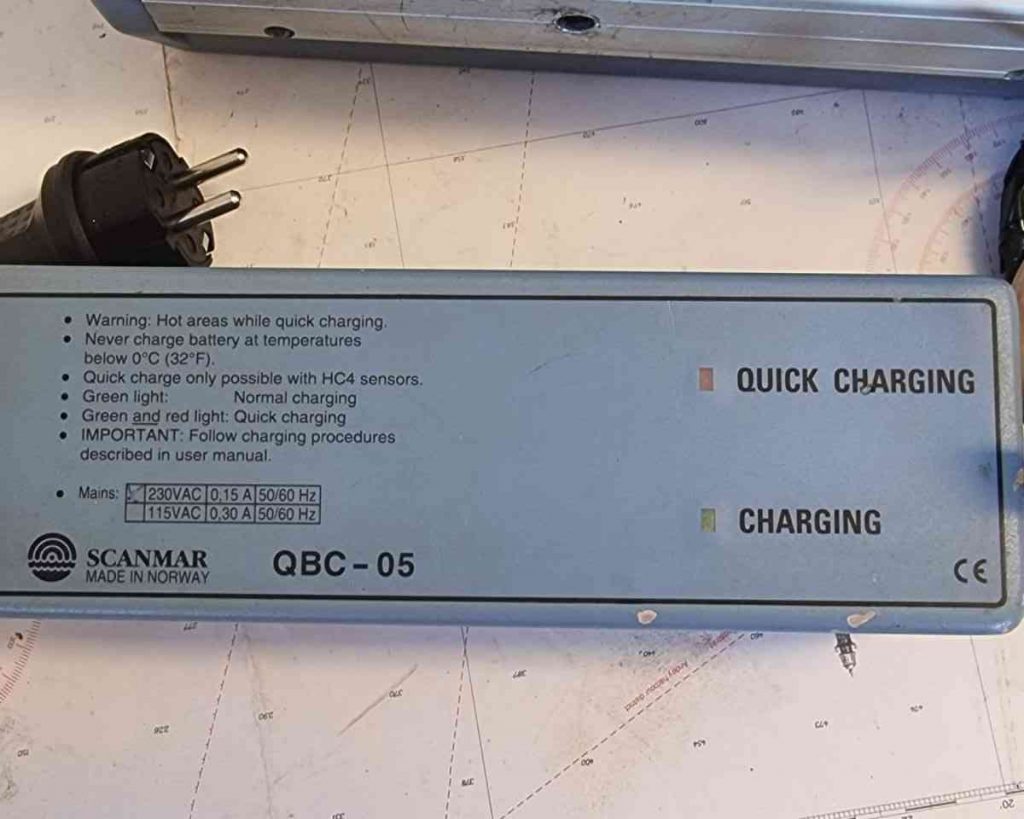 • Warning: Hot areas while quick charging.
• Never charge battery at temperatures
below 0°C (32°F).
• Quick charge only possible with HC4 sensors.
• Green light: Normal charging
• Green and red light: Quick charging
• IMPORTANT: Follow charging procedures
described in user manual.
• Mains: 230VAC 0,15 A 50/60 Hz
115VAC 0,30 A 50/60 Hz
SCANMAR
MADE IN NORWAY
QBC-05
QUICK CHARGING
CHARGING
CE